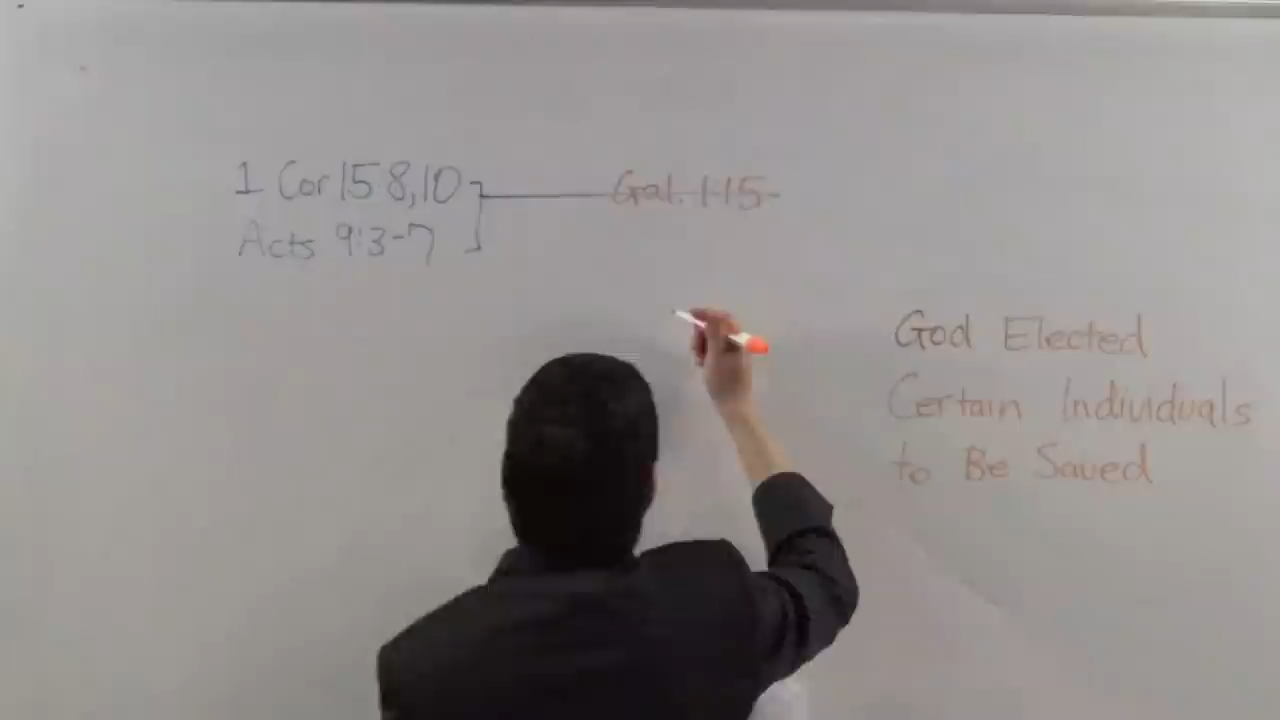 1 Cor 15 8,10
Acts 9:3-7
Gal. 1:15-
God Elected
Certain Individuals
to Be Saved